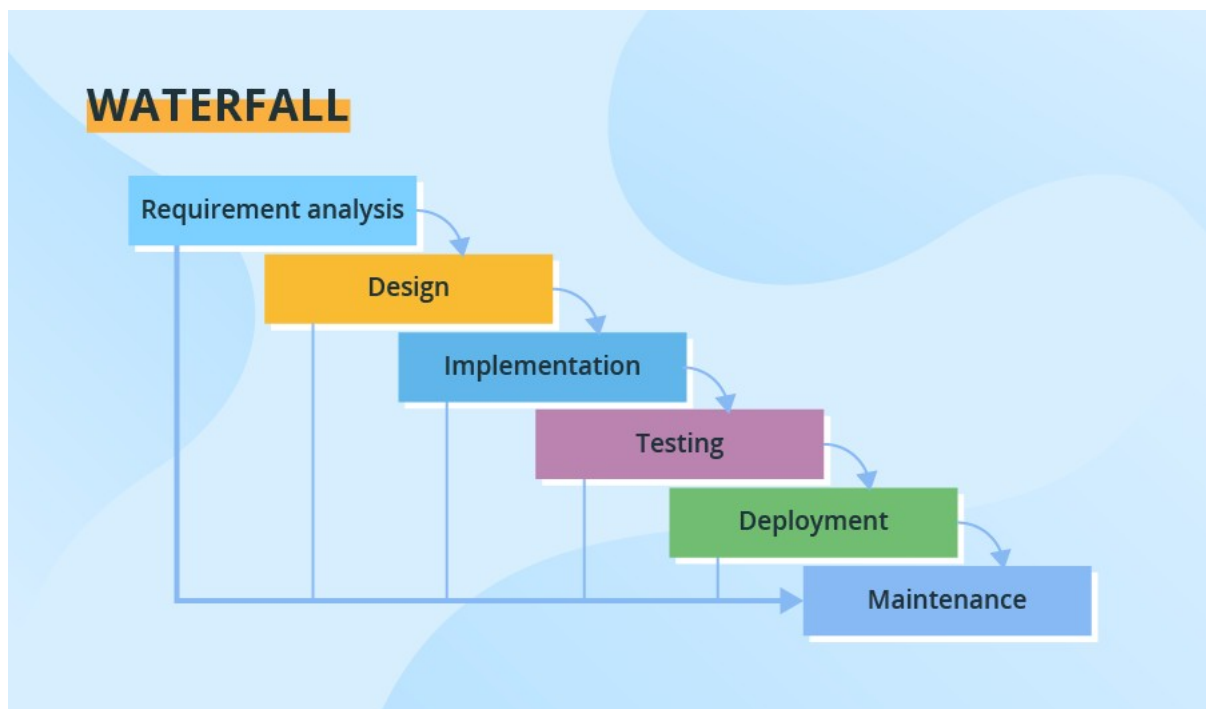 WATERFALL
Requirement analysis
Design
Implementation
Testing
Deployment
Maintenance